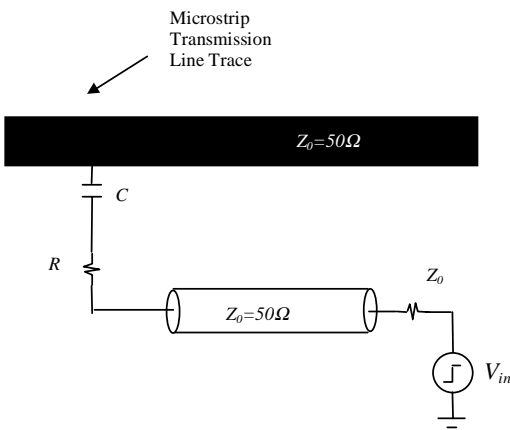 Microstrip
Transmission
Line Trace
Z0=50Ω
C
R
Z0
Z0=50Ω
Vin